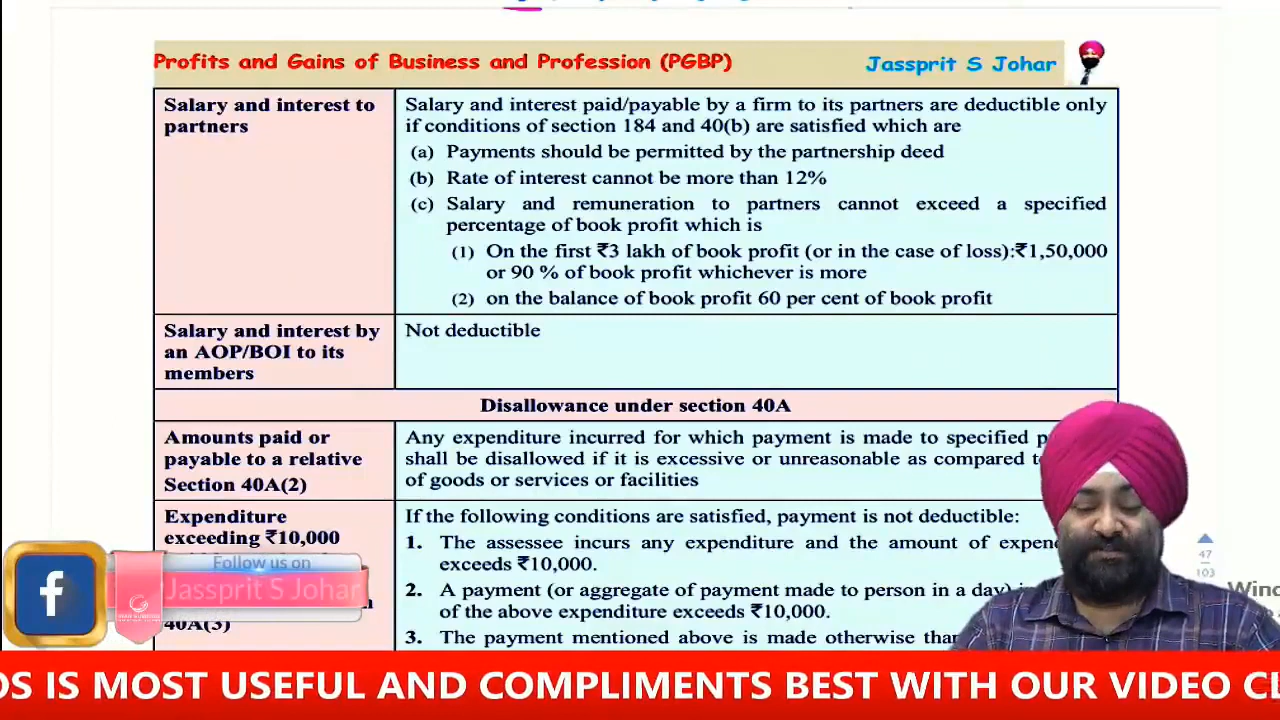 Profits and Gains of Business and Profession (PGBP)
Jassprit S Johar
Salary and interest to
partners
Salary and interest paid/payable by a firm to its partners are deductible only
if conditions of section 184 and 40(b) are satisfied which are
(a) Payments should be permitted by the partnership deed
(b) Rate of interest cannot be more than 12%
(c) Salary and remuneration to partners cannot exceed a specified
percentage of book profit which is
(1) On the first ₹3 lakh of book profit (or in the case of loss):₹1,50,000
or 90 % of book profit whichever is more
(2) on the balance of book profit 60 per cent of book profit
Salary and interest by
an AOP/BOI to its
members
Not deductible
Disallowance under section 40A
Amounts paid or
payable to a relative
Section 40A(2)
Any expenditure incurred for which payment is made to specified
shall be disallowed if it is excessive or unreasonable as compared
of goods or services or facilities
Expenditure
exceeding ₹10,000
40A(3)
If the following conditions are satisfied, payment is not deductible:
1. The assessee incurs any expenditure and the amount of
exceeds ₹10,000.
2. A payment (or aggregate of payment made to person in a day)
of the above expenditure exceeds ₹10,000.
3. The payment mentioned above is made otherwise
Follow us on
Jassprit S Johar
47
103
OS IS MOST USEFUL AND COMPLIMENTS BEST WITH OUR VIDEO